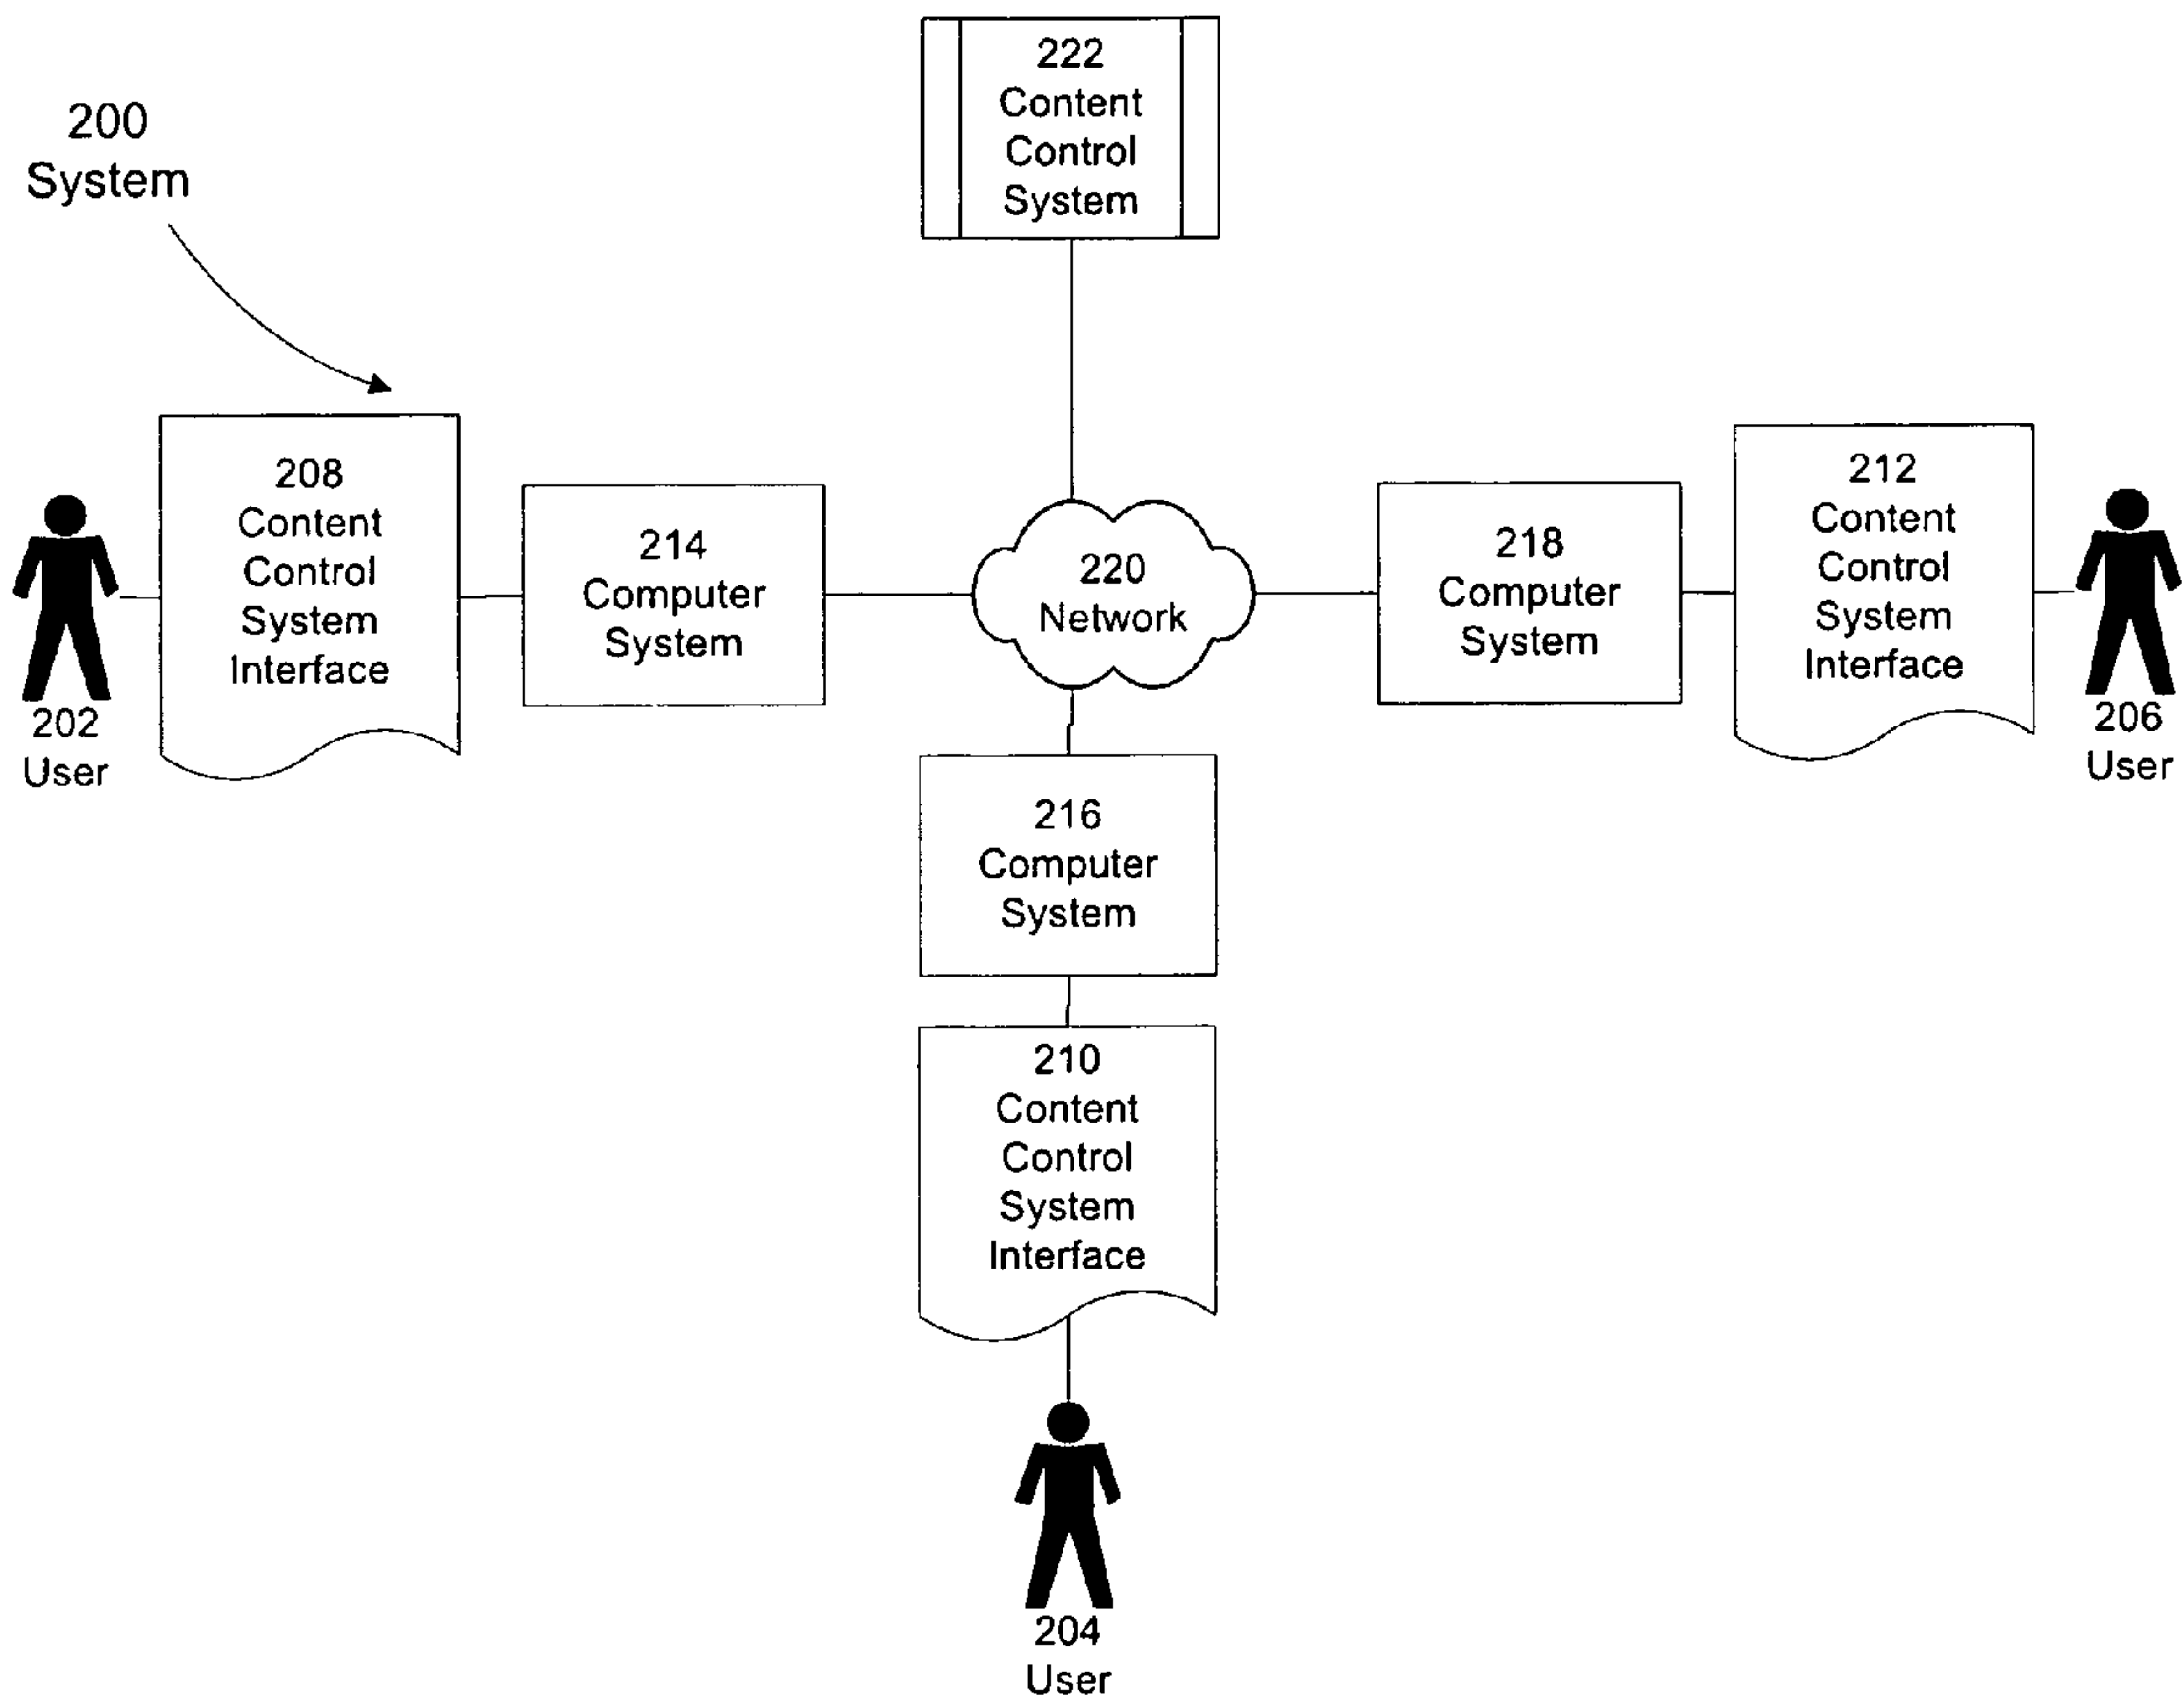 222
Content
Control
System
200
System
208
Content
Control
System
Interface
214
Computer
System
220
Network
218
Computer
System
212
Content
Control
System
Interface
202
User
206
User
216
Computer
System
210
Content
Control
System
Interface
204
User